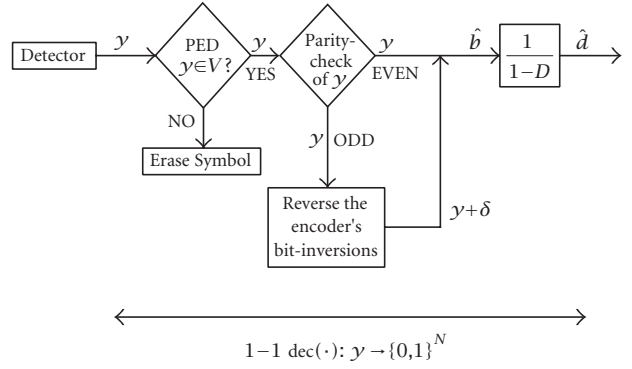 Detector
y
PED
y∈V?
y
YES
Parity-
check
of y
y
EVEN
b̂
1
1−D
d̂
NO
Erase Symbol
y ODD
Reverse the
encoder's
bit-inversions
y+δ
1−1 dec(·): y → {0,1}^N